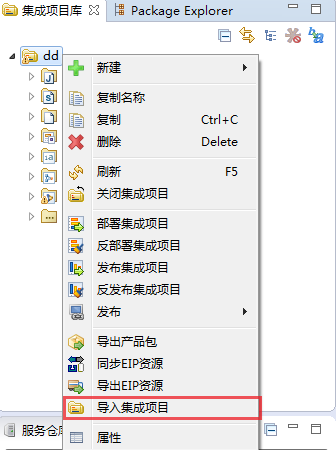 集成项目库
Package Explorer
dd
新建
复制名称
复制 Ctrl+C
删除 Delete
刷新 F5
关闭集成项目
部署集成项目
反部署集成项目
发布集成项目
反发布集成项目
发布
导出产品包
同步EIP资源
导出EIP资源
导入集成项目
服务仓库
属性